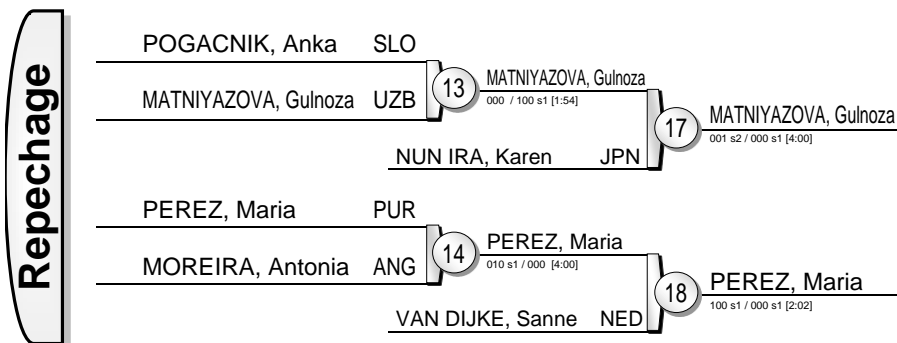 Repechage
POGACNIK, Anka SLO
MATNIYAZOVA, Gulnoza UZB
13
MATNIYAZOVA, Gulnoza
000 / 100 s1 [1:54]
NUN IRA, Karen JPN
17
MATNIYAZOVA, Gulnoza
001 s2 / 000 s1 [4:00]
PEREZ, Maria PUR
MOREIRA, Antonia ANG
14
PEREZ, Maria
010 s1 / 000 [4:00]
VAN DIJKE, Sanne NED
18
PEREZ, Maria
100 s1 / 000 s1 [2:02]